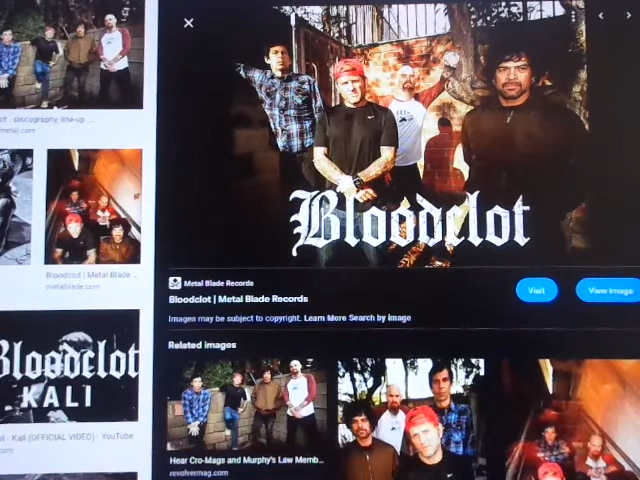 discography, line-up ...
metal.com
Bloodclot | Metal Blade ...
metalblade.com
Bloodclot
KALI
Kali (OFFICIAL VIDEO) - YouTube
Bloodclot
Metal Blade Records
Bloodclot | Metal Blade Records
Visit
View Image
Images may be subject to copyright. Learn More Search by image
Related images
Hear Cro-Mags and Murphy's Law Memb...
revolvermag.com